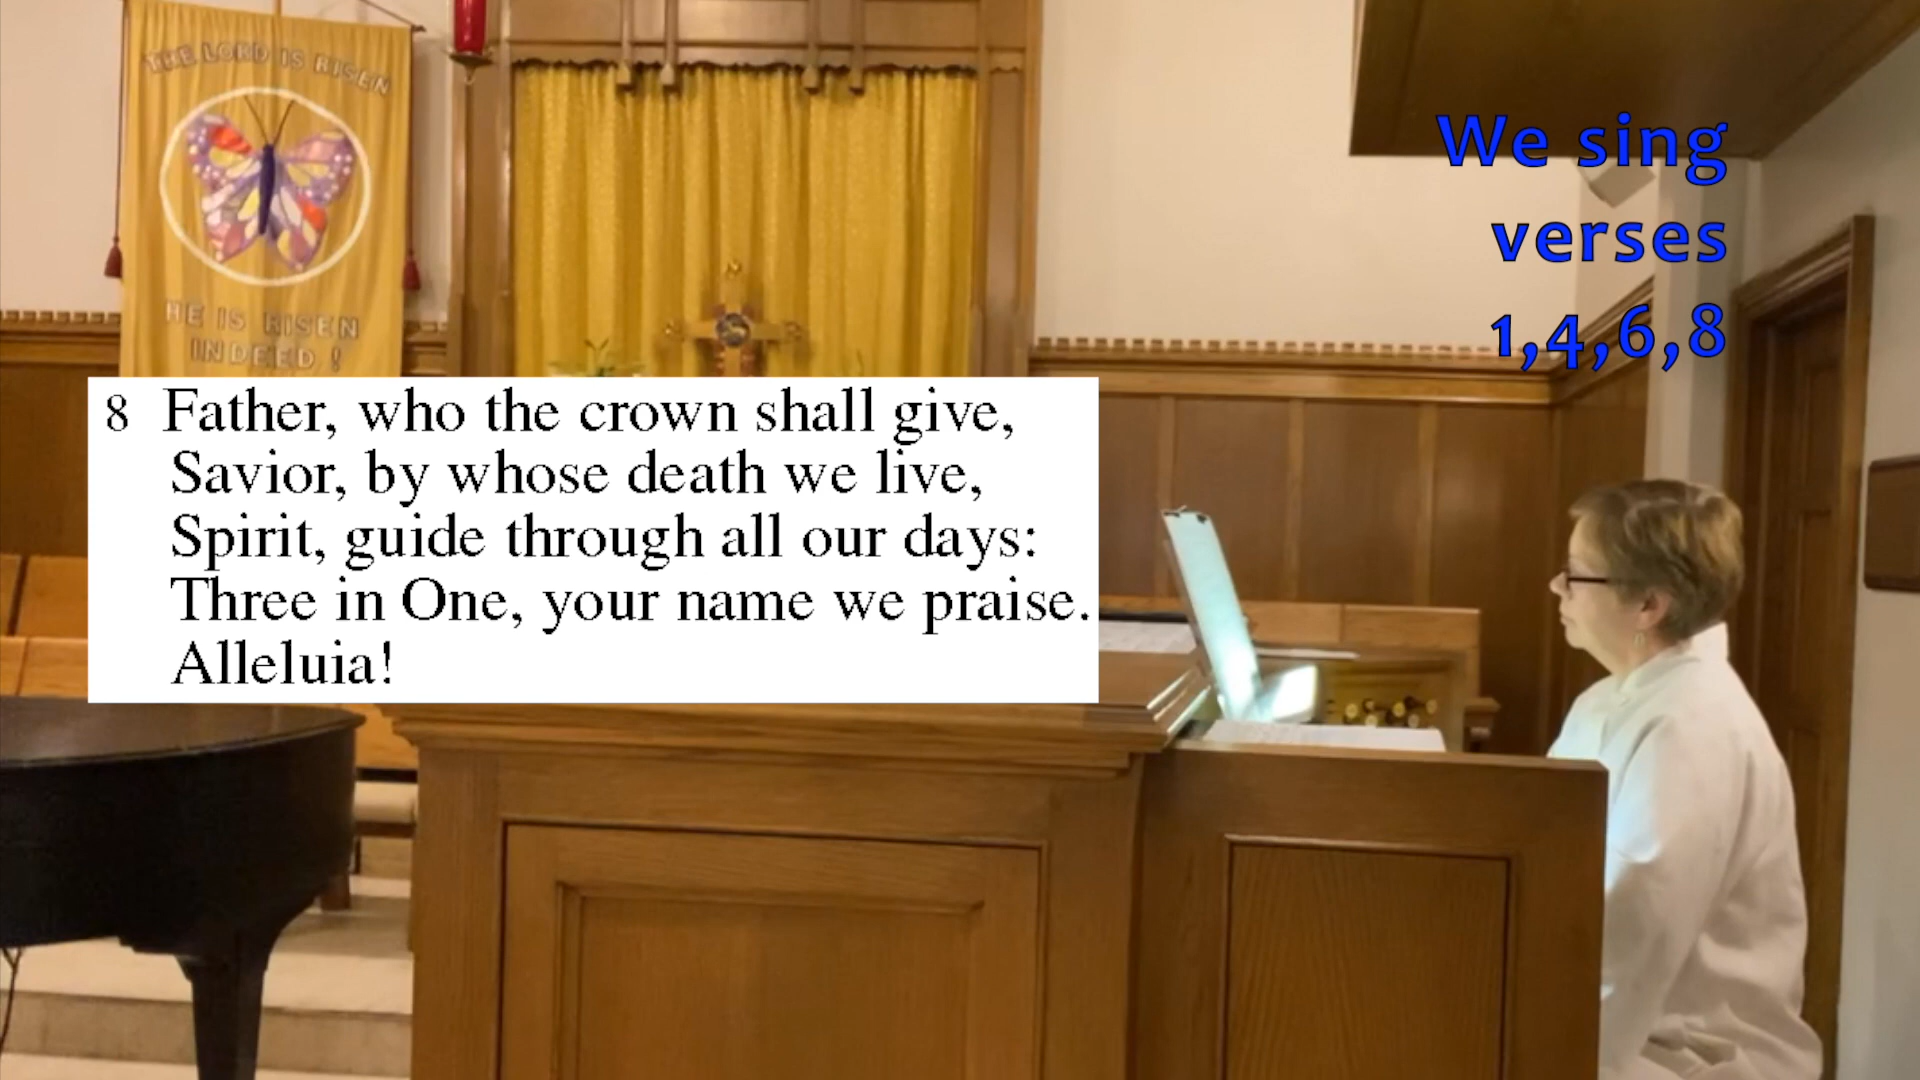 THE LORD IS RISEN
HE IS RISEN
INDEED!
We sing
verses
1,4,6,8
8 Father, who the crown shall give,
Savior, by whose death we live,
Spirit, guide through all our days:
Three in One, your name we praise.
Alleluia!